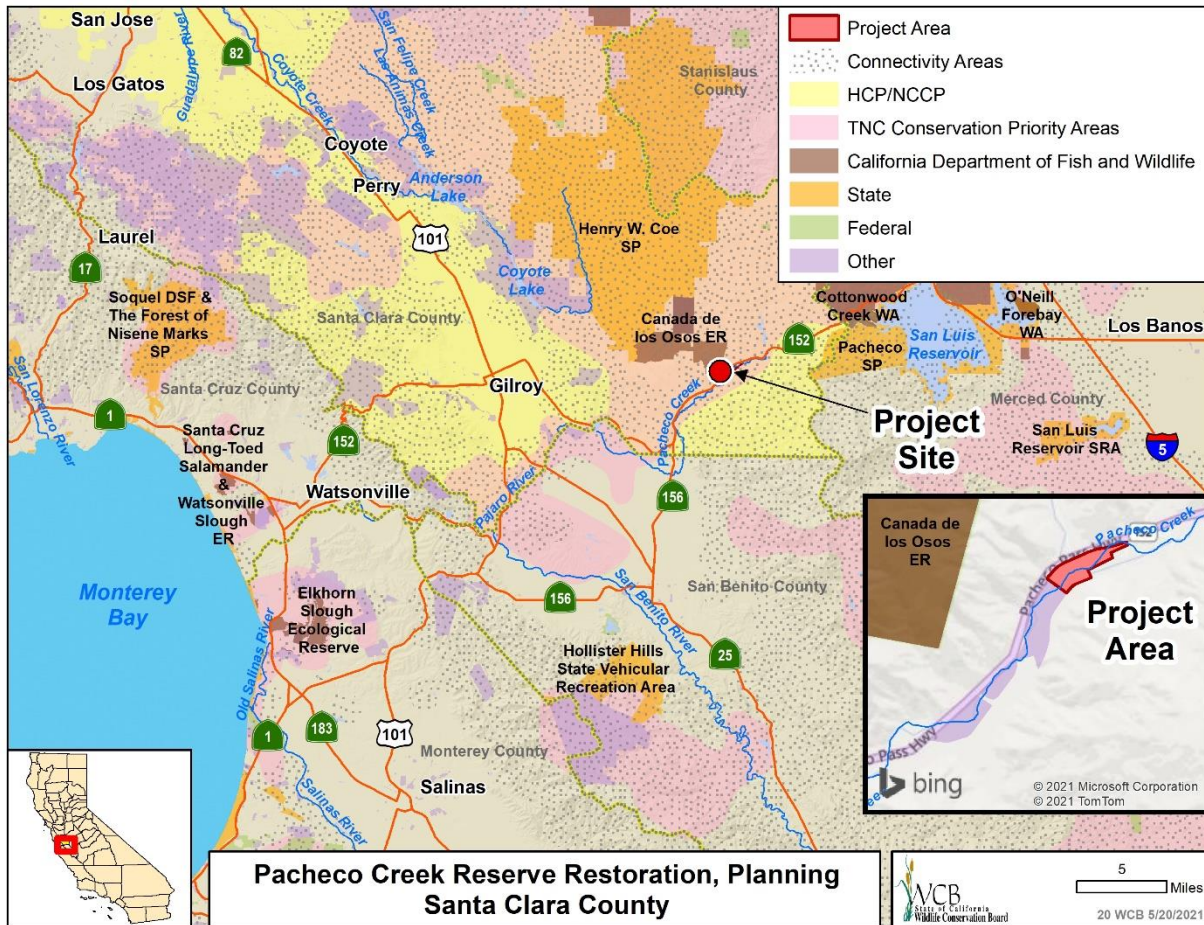 San Jose
Los Gatos
Guadalupe River
82
Coyote Creek
San Felipe Creek
Las Animas Creek
Stanislaus
County
Coyote
Perry
Anderson
Lake
Laurel
17
101
Coyote
Lake
Henry W. Coe
SP
Soquel DSF &
The Forest of
Nisene Marks
SP
Santa Clara County
Canada de
los Osos ER
152
Cottonwood
Creek WA
O'Neill
Forebay
WA
Los Banos
San Luis
Reservoir
Pacheco
SP
San Lorenzo River
Santa Cruz County
Gilroy
Pacheco Creek
Project
Site
Merced County
1
Santa Cruz
Long-Toed
Salamander
&
Watsonville
Slough
ER
152
Watsonville
Pajaro River
156
San Luis
Reservoir SRA
5
Monterey
Bay
Elkhorn
Slough
Ecological
Reserve
Old Salinas River
156
San Benito County
San Benito River
Hollister Hills
State Vehicular
Recreation Area
25
1
183
101
Monterey County
Salinas
Salinas River
Project Area
Connectivity Areas
HCP/NCCP
TNC Conservation Priority Areas
California Department of Fish and Wildlife
State
Federal
Other
Canada de
los Osos
ER
Pacheco Pass Hwy
152
Pacheco Creek
Project
Area
o Pass Hwy
bing
© 2021 Microsoft Corporation
© 2021 TomTom
Pacheco Creek Reserve Restoration, Planning
Santa Clara County
WCB
State of California
Wildlife Conservation Board
5
Miles
20 WCB 5/20/2021